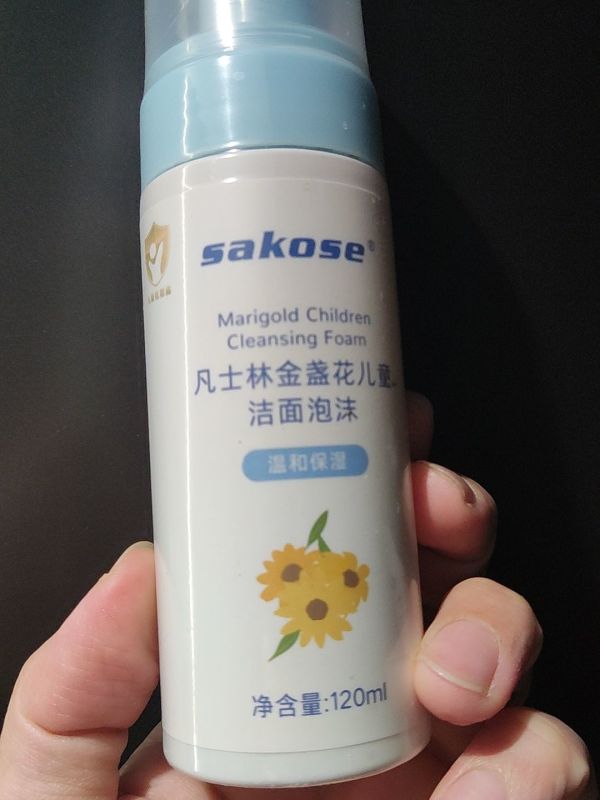 sakose®
Marigold Children
Cleansing Foam
凡士林金盏花儿童
洁面泡沫
温和保湿
净含量:120ml